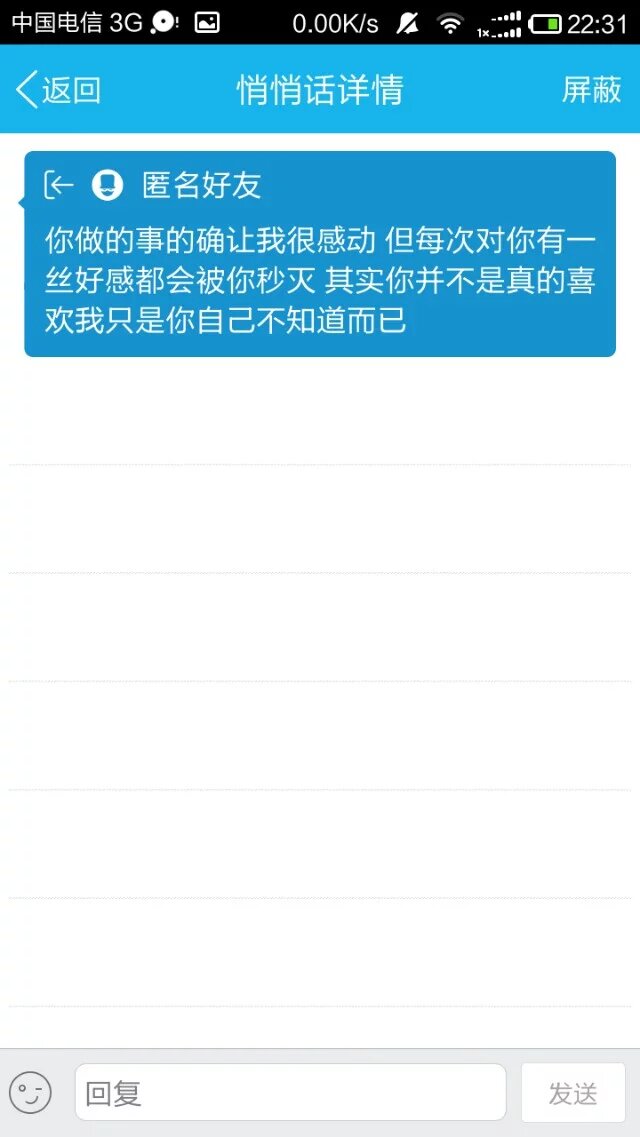 中国电信 3G 0.00K/s 1x 22:31
返回 悄悄话详情 屏蔽
匿名好友
你做的事的确让我很感动 但每次对你有一
丝好感都会被你秒灭 其实你并不是真的喜
欢我只是你自己不知道而已
回复 发送